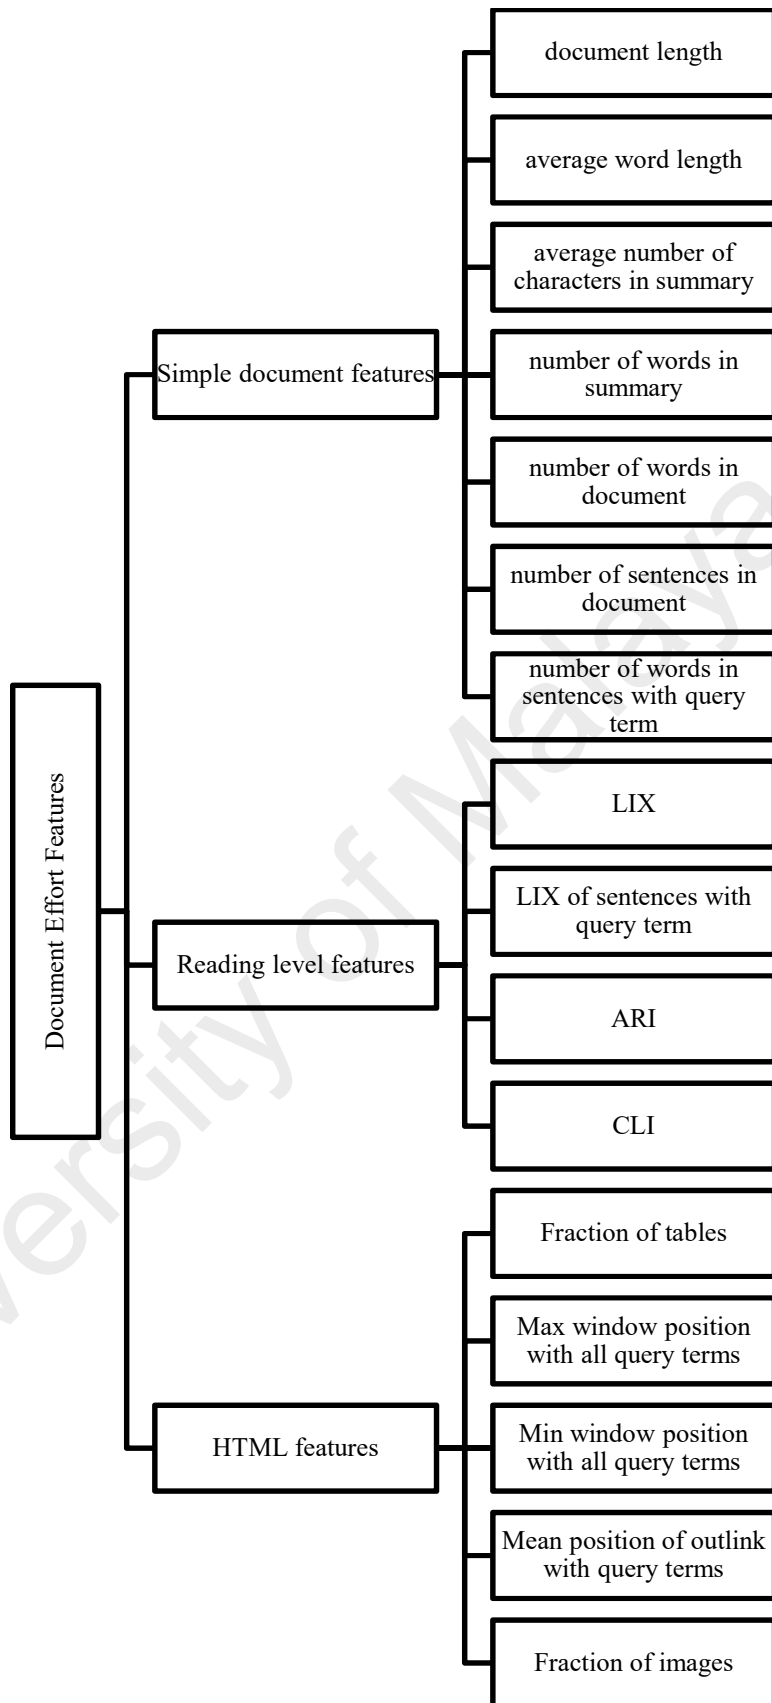 Document Effort Features
Simple document features
document length
average word length
average number of
characters in summary
number of words in
summary
number of words in
document
number of sentences in
document
number of words in
sentences with query
term
Reading level features
LIX
LIX of sentences with
query term
ARI
CLI
HTML features
Fraction of tables
Max window position
with all query terms
Min window position
with all query terms
Mean position of outlink
with query terms
Fraction of images
versity of Malaya